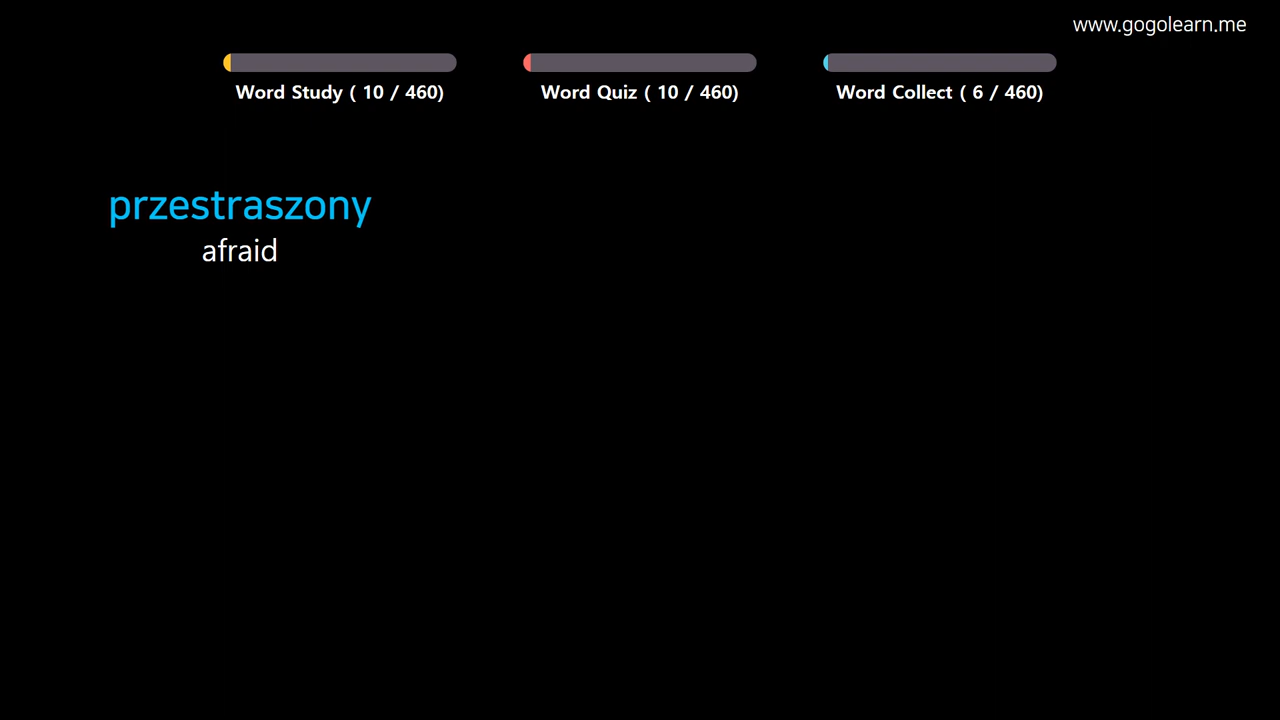 www.gogolearn.me
Word Study ( 10 / 460)
Word Quiz ( 10 / 460)
Word Collect ( 6 / 460)
przestraszony
afraid